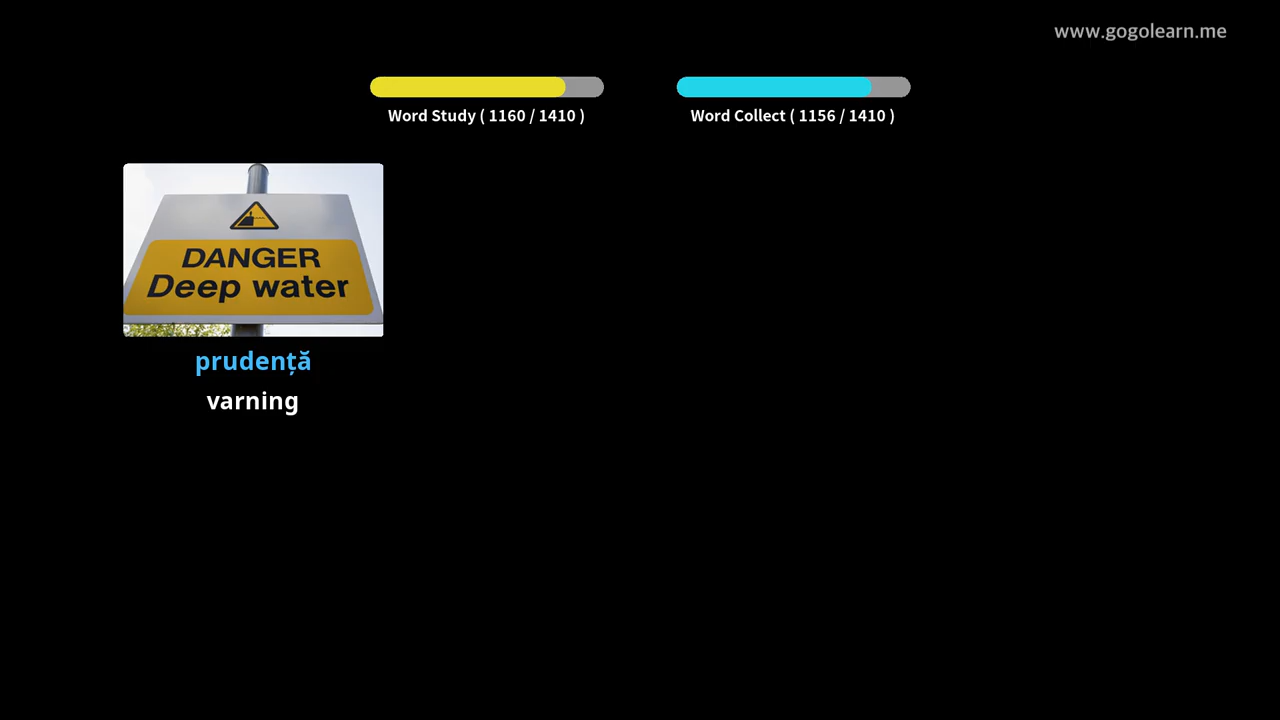 www.gogolearn.me
Word Study ( 1160 / 1410 )
Word Collect ( 1156 / 1410 )
DANGER
Deep water
prudență
varning